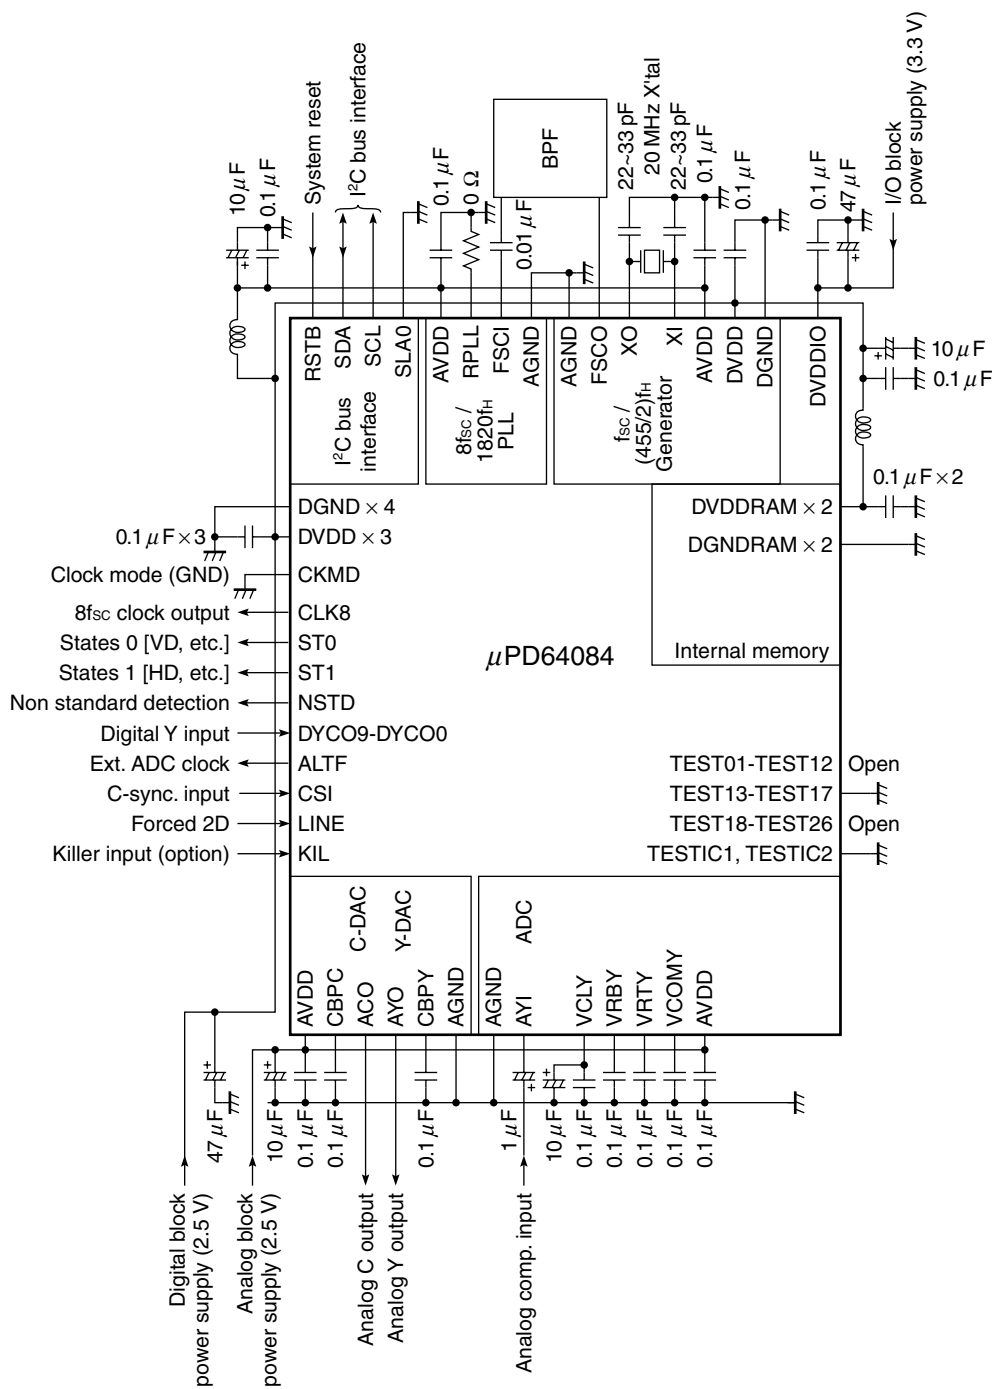 System reset
I²C bus interface
I/O block
power supply (3.3 V)
10 µF
0.1 µF
0.1 µF
0 Ω
0.01 µF
BPF
22~33 pF
20 MHz X'tal
22~33 pF
0.1 µF
0.1 µF
0.1 µF
47 µF
RSTB
SDA
SCL
SLA0
AVDD
RPLL
FSCI
AGND
AGND
FSCO
XO
XI
AVDD
DVDD
DGND
DVDDIO
I²C bus
interface
8fSC /
1820fH
PLL
fSC /
(455/2)fH
Generator
10 µF
0.1 µF
0.1 µF × 2
DGND × 4
0.1 µF × 3
DVDD × 3
Clock mode (GND)
CKMD
8fSC clock output
CLK8
States 0 [VD, etc.]
ST0
States 1 [HD, etc.]
ST1
Non standard detection
NSTD
Digital Y input
DYCO9-DYCO0
Ext. ADC clock
ALTF
C-sync. input
CSI
Forced 2D
LINE
Killer input (option)
KIL
DVDDRAM × 2
DGNDRAM × 2
Internal memory
µPD64084
TEST01-TEST12 Open
TEST13-TEST17
TEST18-TEST26 Open
TESTIC1, TESTIC2
C-DAC
Y-DAC
ADC
AVDD
CBPC
ACO
AYO
CBPY
AGND
AGND
AYI
VCLY
VRBY
VRTY
VCOMY
AVDD
47 µF
10 µF
0.1 µF
0.1 µF
0.1 µF
1 µF
10 µF
0.1 µF
0.1 µF
0.1 µF
0.1 µF
0.1 µF
Digital block
power supply (2.5 V)
Analog block
power supply (2.5 V)
Analog C output
Analog Y output
Analog comp. input